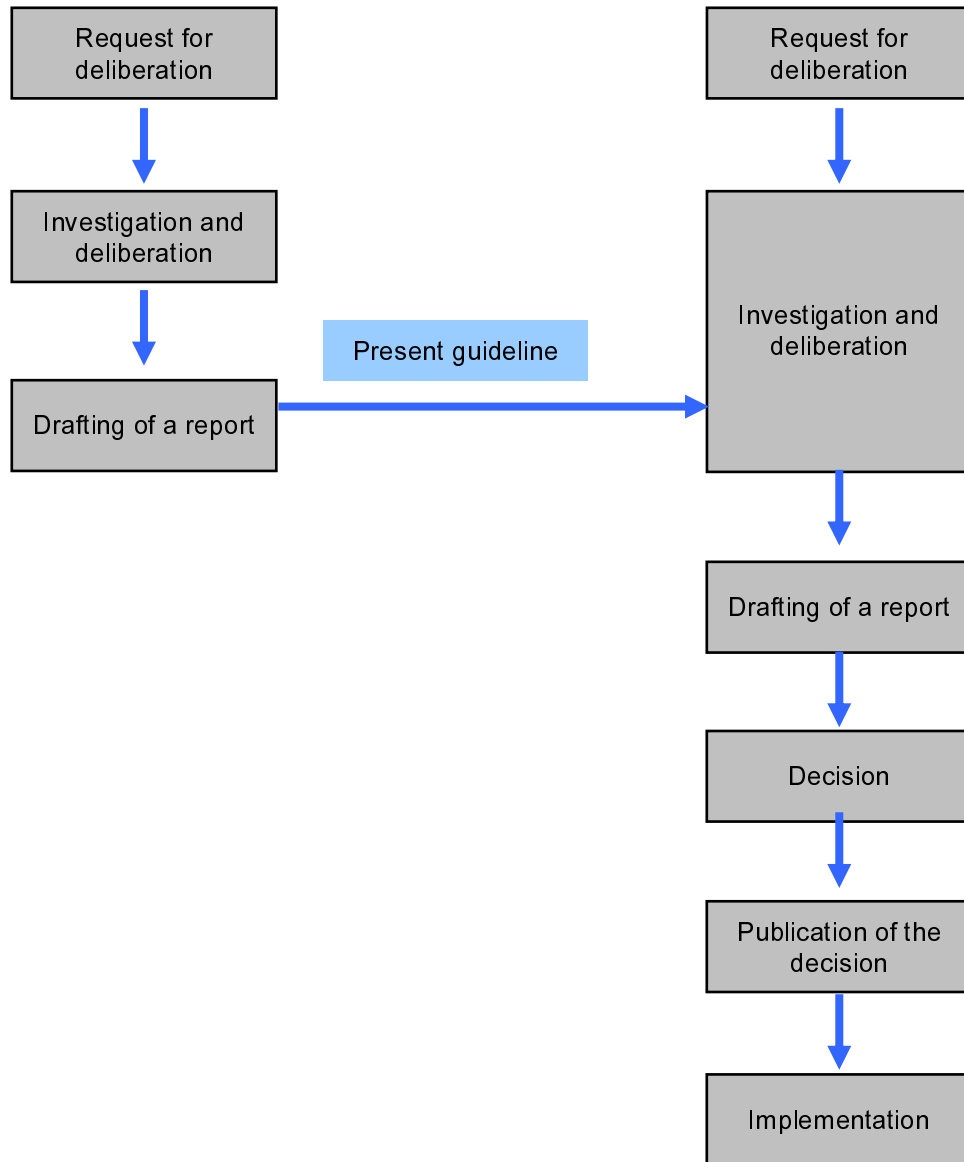 Request for
deliberation
Investigation and
deliberation
Drafting of a report
Present guideline
Request for
deliberation
Investigation and
deliberation
Drafting of a report
Decision
Publication of the
decision
Implementation